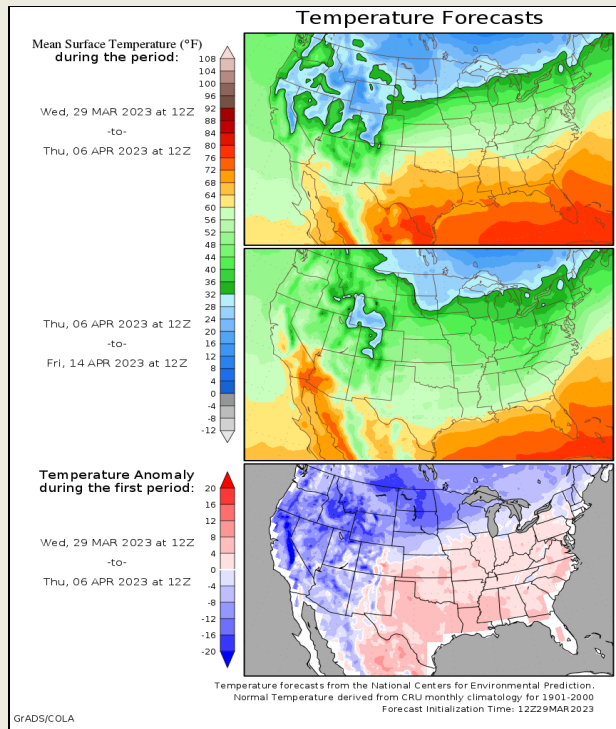 Temperature Forecasts
Mean Surface Temperature (°F)
during the period:
Wed, 29 MAR 2023 at 12Z
-to-
Thu, 06 APR 2023 at 12Z
108
104
100
96
92
88
84
80
76
72
68
64
60
56
52
48
44
40
36
32
28
24
20
16
12
8
4
0
-4
-8
-12
Thu, 06 APR 2023 at 12Z
-to-
Fri, 14 APR 2023 at 12Z
Temperature Anomaly
during the first period:
Wed, 29 MAR 2023 at 12Z
-to-
Thu, 06 APR 2023 at 12Z
20
16
12
8
4
0
-4
-8
-12
-16
-20
Temperature forecasts from the National Centers for Environmental Prediction.
Normal Temperature derived from CRU monthly climatology for 1901-2000
Forecast Initialization Time: 12Z29MAR2023
GrADS/COLA